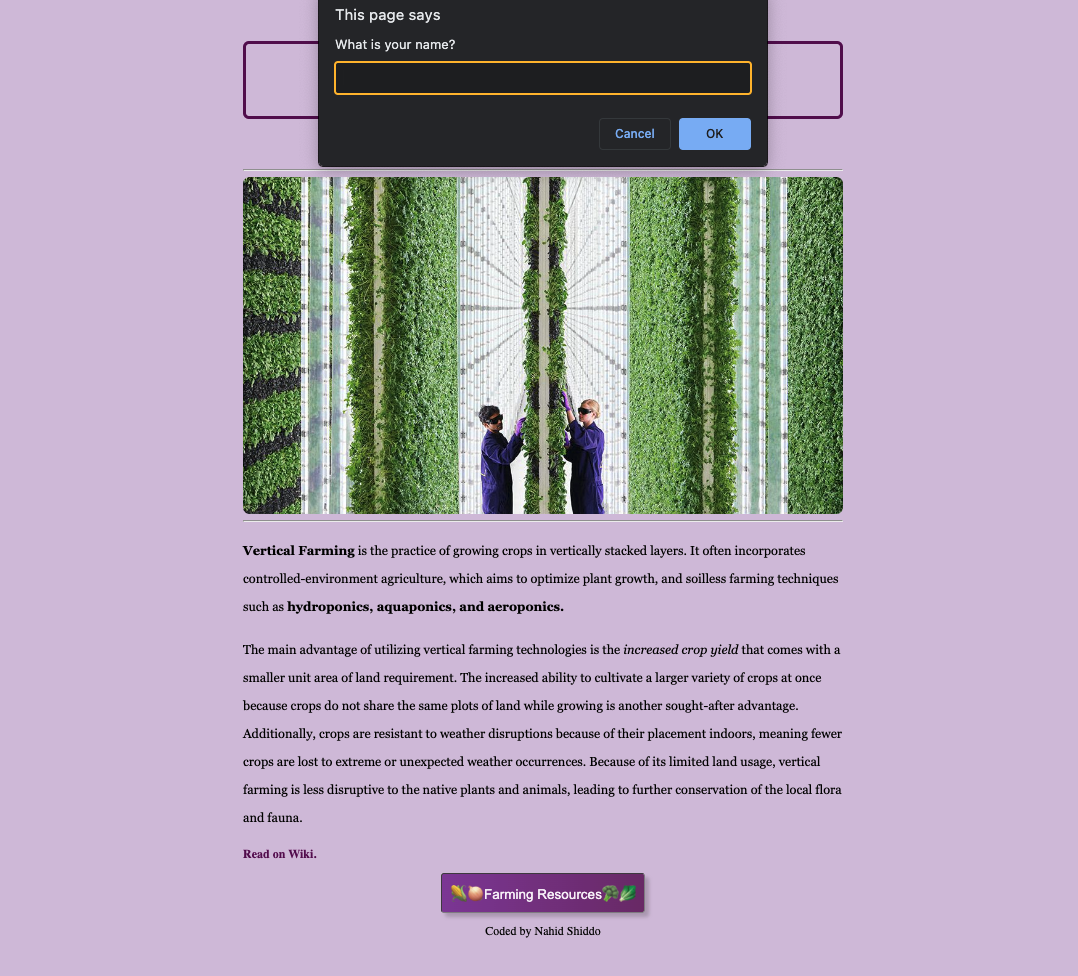 This page says
What is your name?
Cancel
OK
Vertical Farming is the practice of growing crops in vertically stacked layers. It often incorporates
controlled-environment agriculture, which aims to optimize plant growth, and soilless farming techniques
such as hydroponics, aquaponics, and aeroponics.
The main advantage of utilizing vertical farming technologies is the increased crop yield that comes with a
smaller unit area of land requirement. The increased ability to cultivate a larger variety of crops at once
because crops do not share the same plots of land while growing is another sought-after advantage.
Additionally, crops are resistant to weather disruptions because of their placement indoors, meaning fewer
crops are lost to extreme or unexpected weather occurrences. Because of its limited land usage, vertical
farming is less disruptive to the native plants and animals, leading to further conservation of the local flora
and fauna.
Read on Wiki.
🌽🧅Farming Resources🥦🥬
Coded by Nahid Shiddo